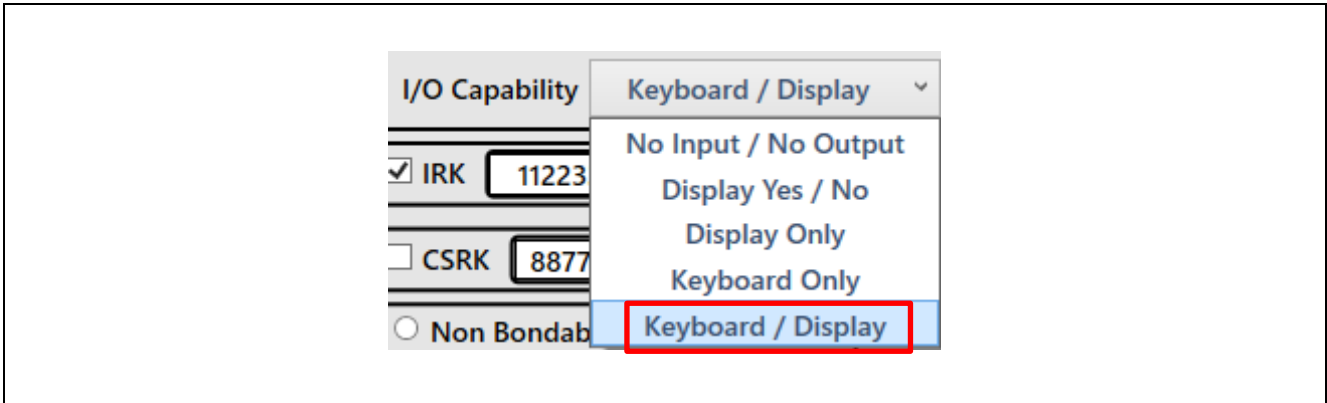 I/O Capability Keyboard / Display
No Input / No Output
IRK 11223
Display Yes / No
Display Only
CSRK 8877
Keyboard Only
Non Bondab Keyboard / Display